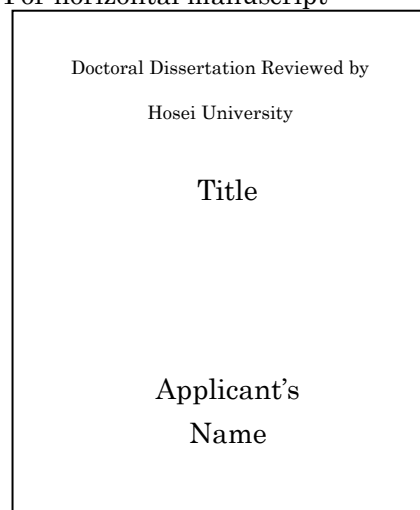 For horizontal manuscript
Doctoral Dissertation Reviewed by
Hosei University
Title
Applicant's
Name